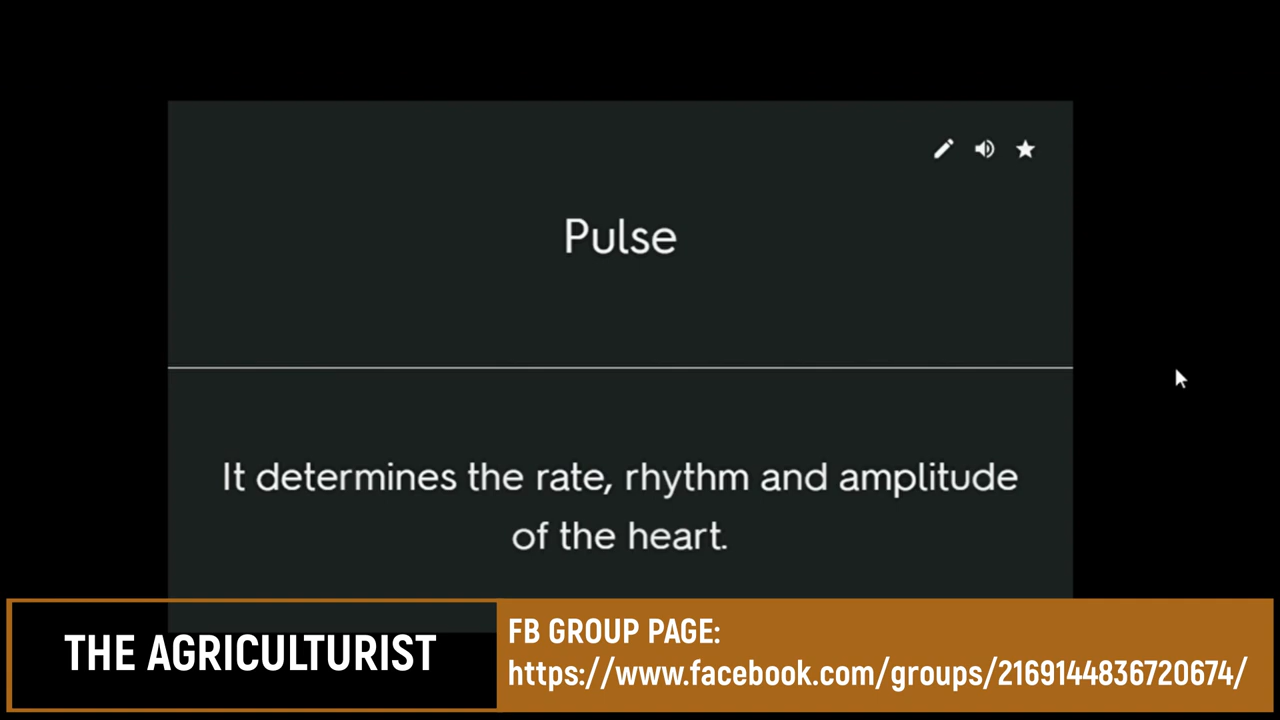 Pulse
It determines the rate, rhythm and amplitude
of the heart.
THE AGRICULTURIST
FB GROUP PAGE:
https://www.facebook.com/groups/2169144836720674/